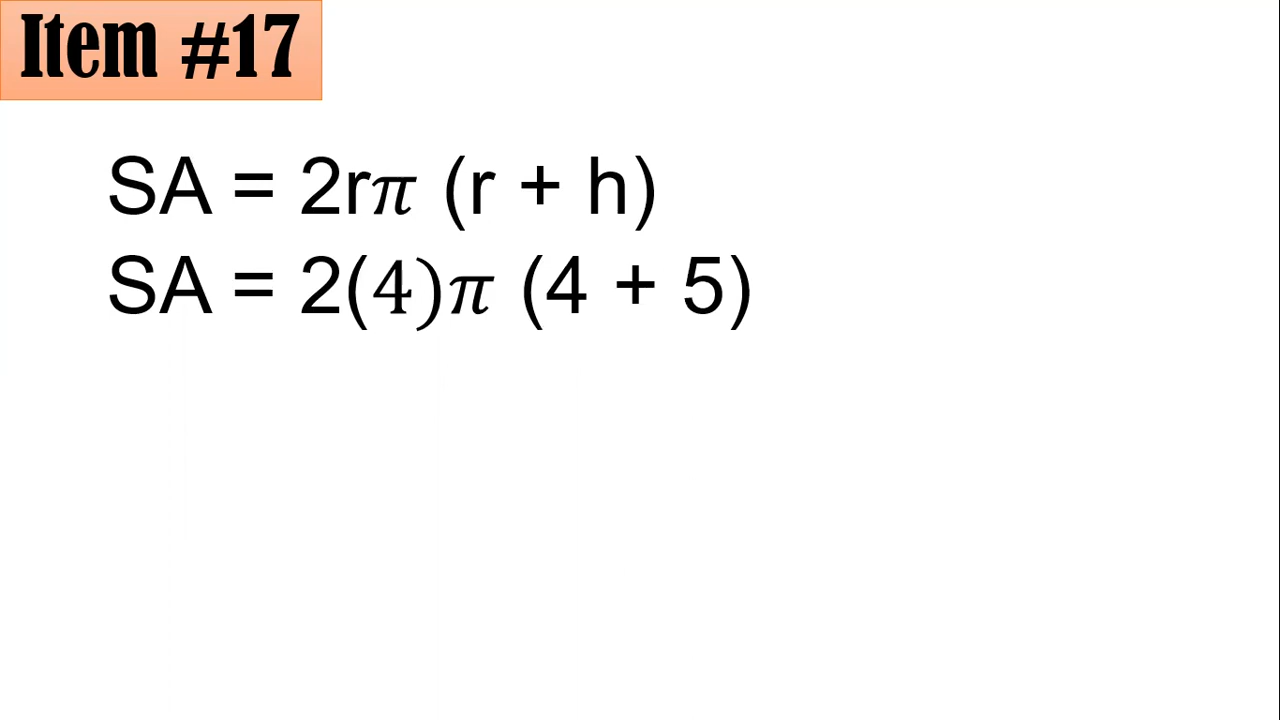 Item #17
SA = 2r𝜋 (r + h)
SA = 2(4)𝜋 (4 + 5)